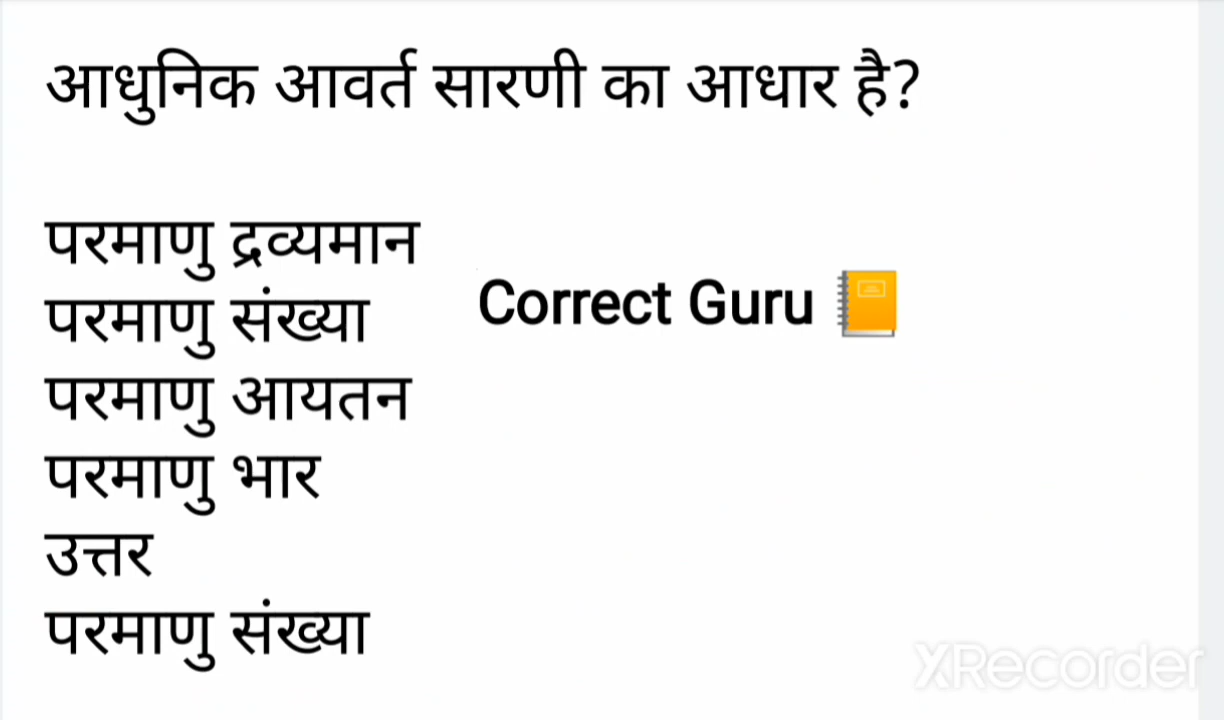 आधुनिक आवर्त सारणी का आधार है?
परमाणु द्रव्यमान
परमाणु संख्या
Correct Guru
परमाणु आयतन
परमाणु भार
उत्तर
परमाणु संख्या
XRecorder